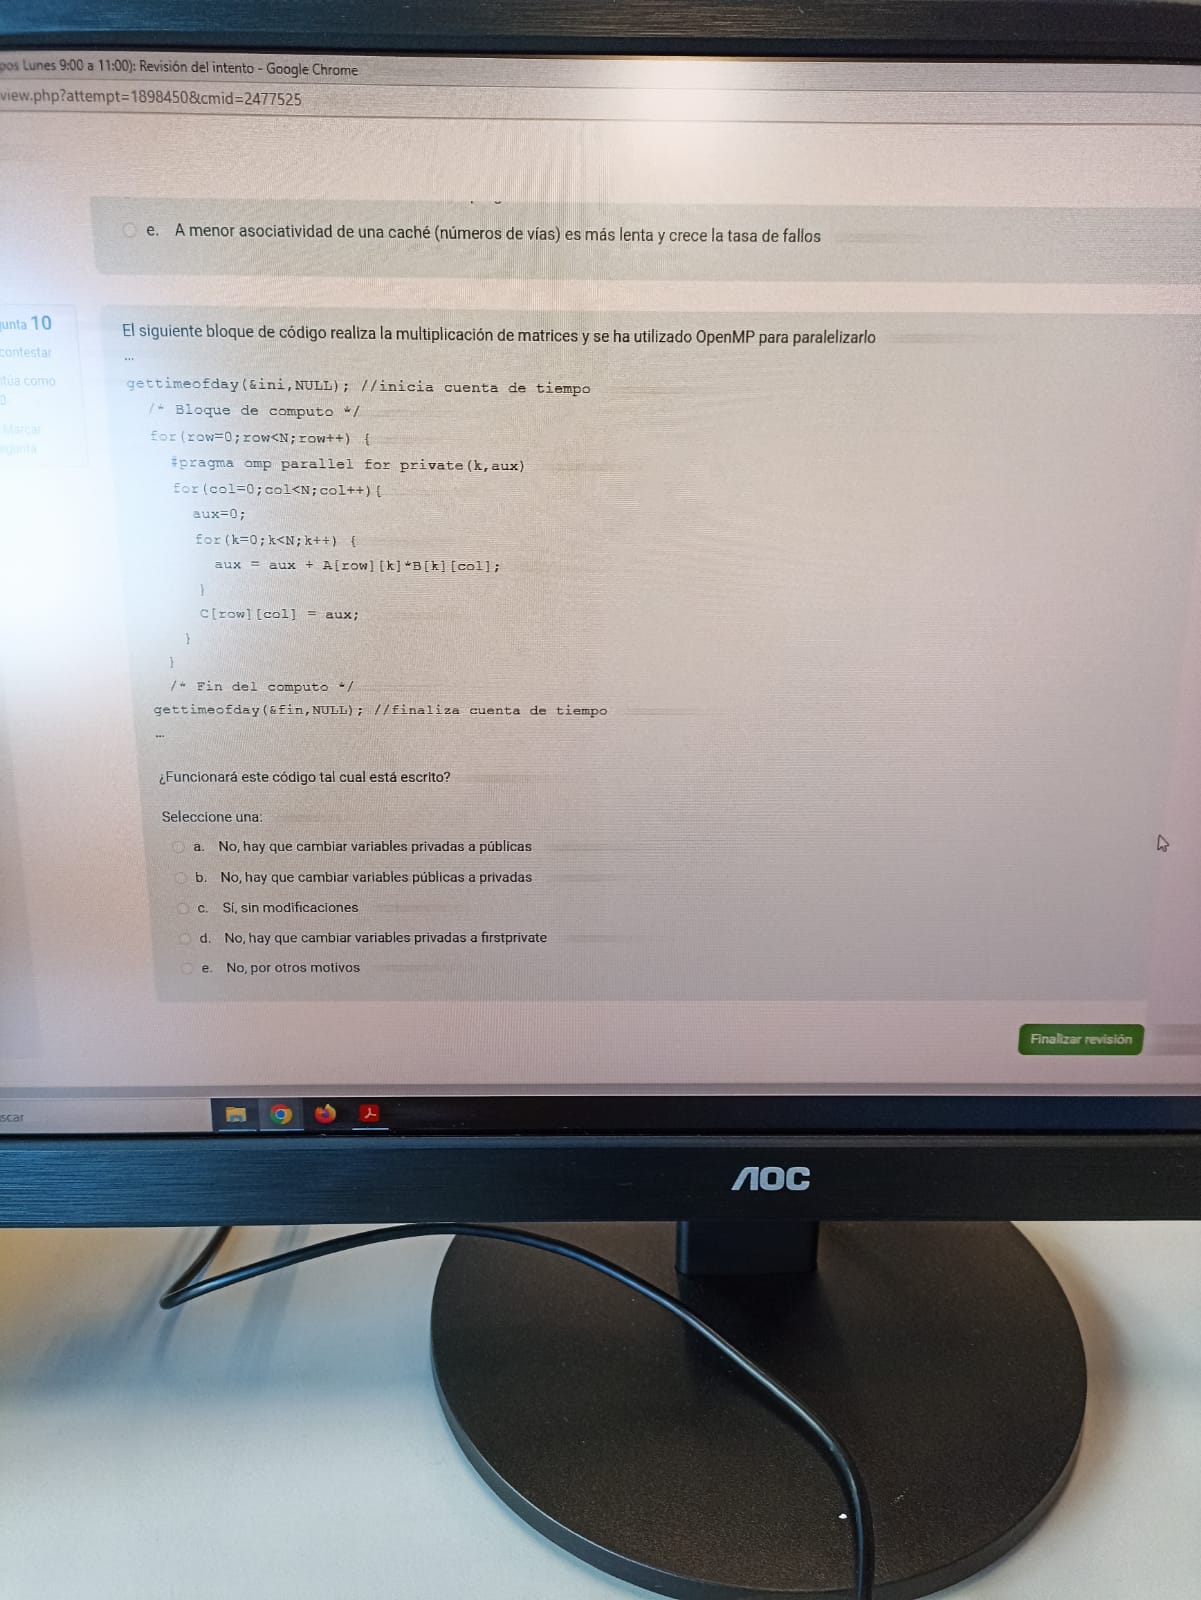 pos Lunes 9:00 a 11:00): Revisión del intento - Google Chrome
view.php?attempt=1898450&cmid=2477525
e. A menor asociatividad de una caché (números de vías) es más lenta y crece la tasa de fallos
gunta 10
contestar
ntúa como
0
Marcar
egunta
El siguiente bloque de código realiza la multiplicación de matrices y se ha utilizado OpenMP para paralelizarlo
...
gettimeofday(&ini,NULL); //inicia cuenta de tiempo
/* Bloque de computo */
for(row=0;row<N;row++) {
#pragma omp parallel for private(k,aux)
for(col=0;col<N;col++){
aux=0;
for(k=0;k<N;k++) {
aux = aux + A[row][k]*B[k][col];
}
C[row][col] = aux;
}
}
/* Fin del computo */
gettimeofday(&fin,NULL); //finaliza cuenta de tiempo
...
¿Funcionará este código tal cual está escrito?
Seleccione una:
a. No, hay que cambiar variables privadas a públicas
b. No, hay que cambiar variables públicas a privadas
c. Sí, sin modificaciones
d. No, hay que cambiar variables privadas a firstprivate
e. No, por otros motivos
Finalizar revisión
scar
AOC